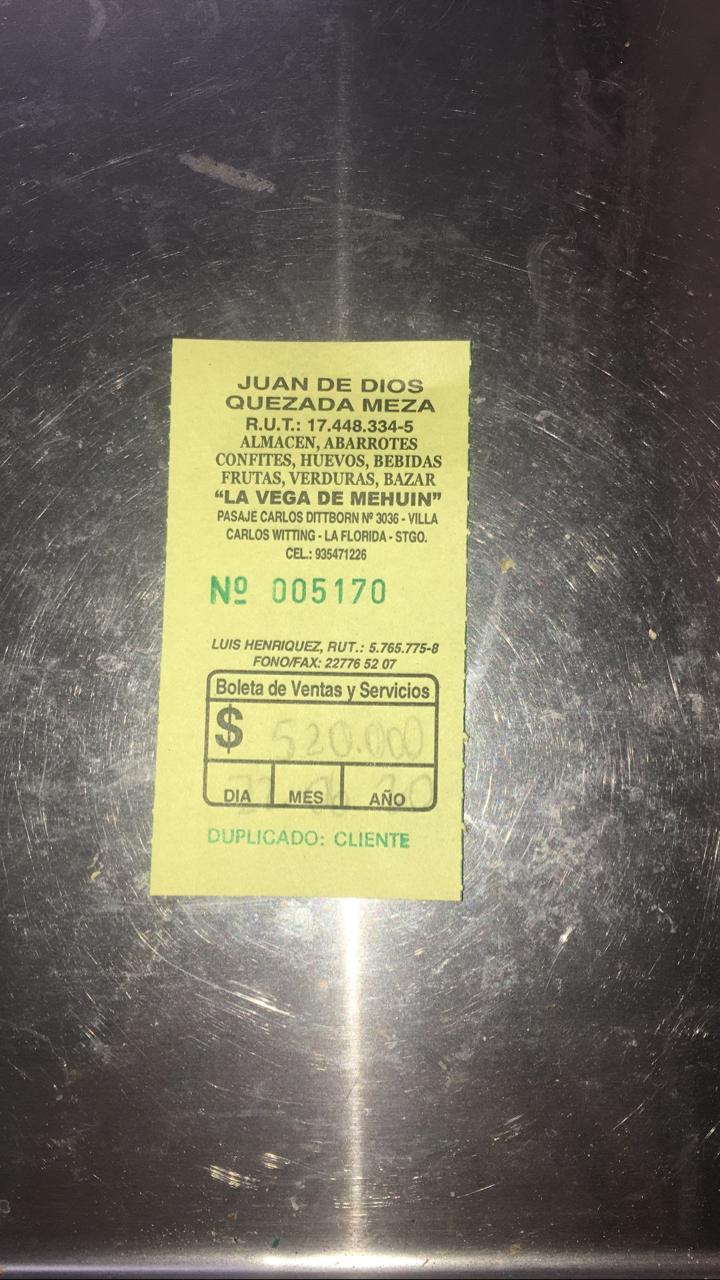 JUAN DE DIOS
QUEZADA MEZA
R.U.T.: 17.448.334-5
ALMACEN, ABARROTES
CONFITES, HUEVOS, BEBIDAS
FRUTAS, VERDURAS, BAZAR
“LA VEGA DE MEHUIN”
PASAJE CARLOS DITTBORN Nº 3036 - VILLA
CARLOS WITTING - LA FLORIDA - STGO.
CEL.: 935471226
Nº 005170
LUIS HENRIQUEZ, RUT.: 5.765.775-8
FONO/FAX: 22776 52 07
Boleta de Ventas y Servicios
$ 520.000
DIA MES AÑO
DUPLICADO: CLIENTE